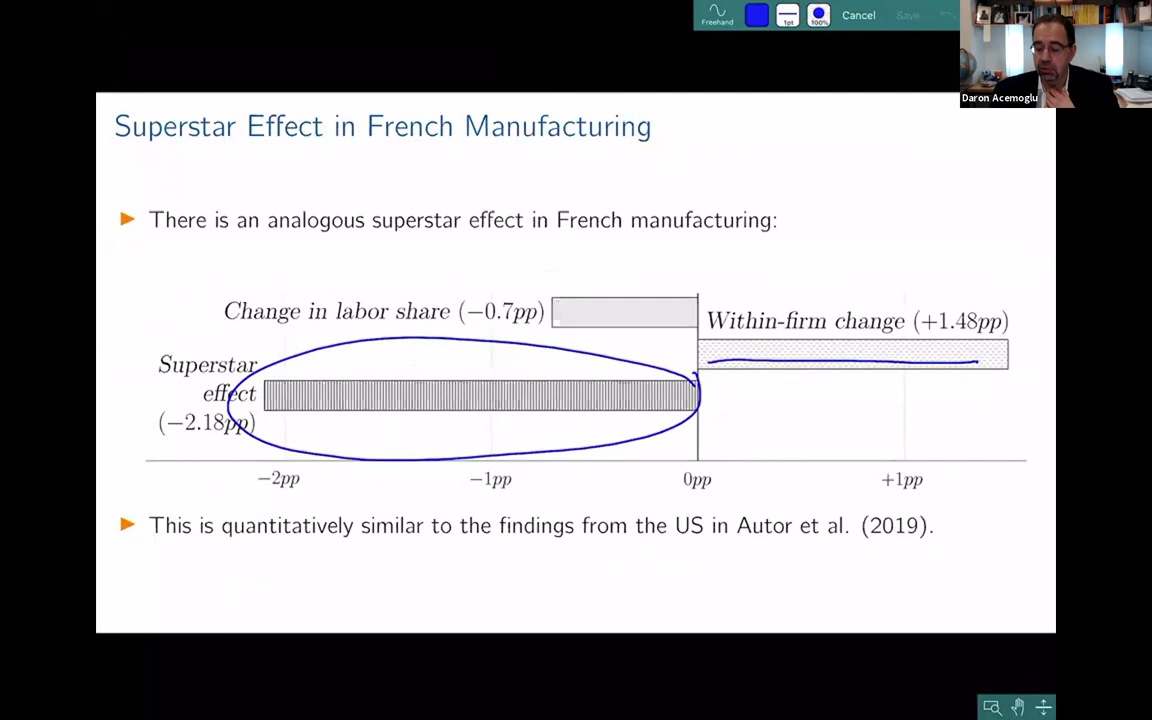 Freehand
1pt
100%
Cancel
Save
Daron Acemoglu
Superstar Effect in French Manufacturing
There is an analogous superstar effect in French manufacturing:
Change in labor share (−0.7pp)
Within-firm change (+1.48pp)
Superstar
effect
(−2.18pp)
−2pp
−1pp
0pp
+1pp
This is quantitatively similar to the findings from the US in Autor et al. (2019).